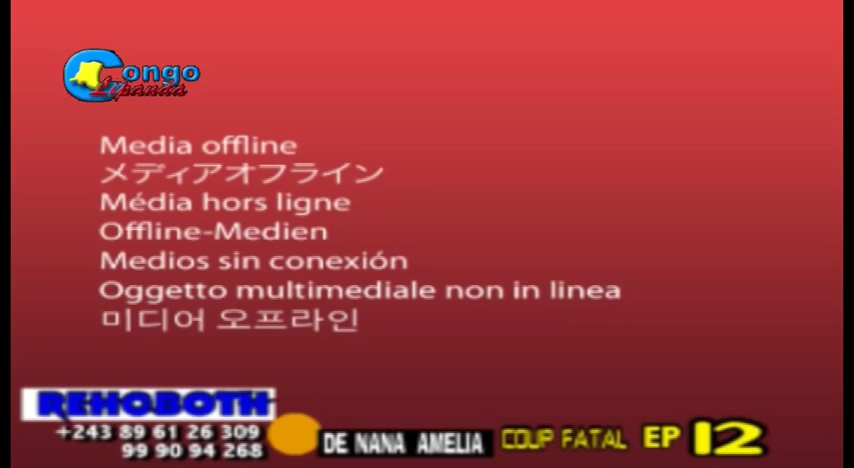 Congo
Mpanda
Media offline
メディアオフライン
Média hors ligne
Offline-Medien
Medios sin conexión
Oggetto multimediale non in linea
미디어 오프라인
REHOBOTH
+243 89 61 26 309
99 90 94 268
DE NANA AMELIA COUP FATAL EP 12